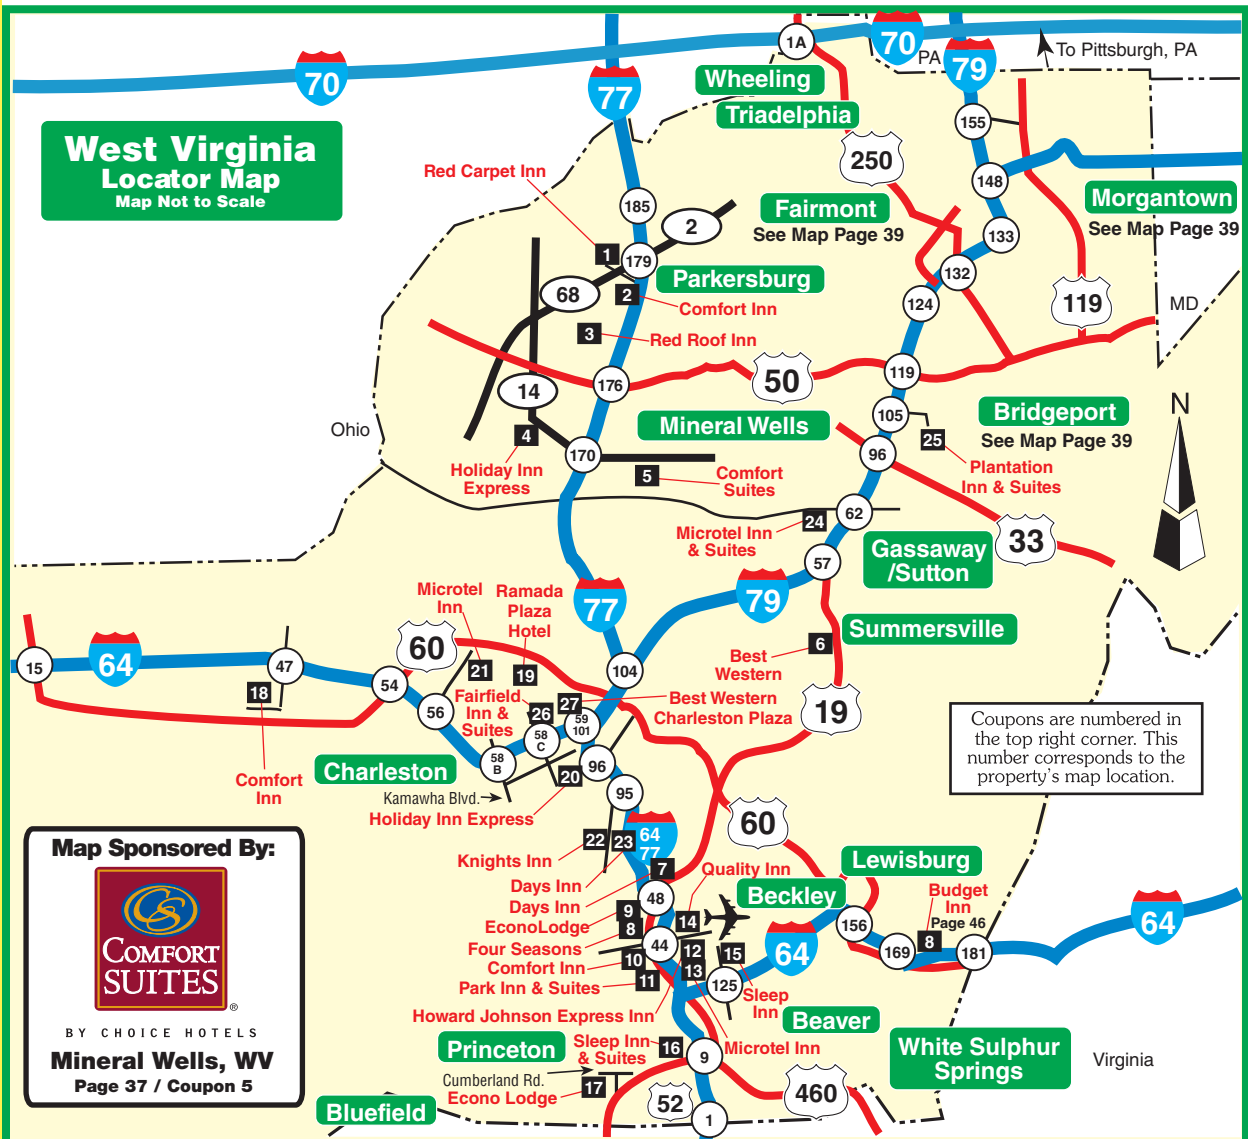 1A
70
PA
79
To Pittsburgh, PA
70
77
Wheeling
Triadelphia
155
West Virginia
Locator Map
Map Not to Scale
250
Red Carpet Inn
148
Morgantown
See Map Page 39
185
2
Fairmont
See Map Page 39
133
1
179
Parkersburg
132
68
2
Comfort Inn
124
119
MD
3
Red Roof Inn
50
119
14
176
N
Ohio
4
Mineral Wells
105
25
Bridgeport
See Map Page 39
170
96
Holiday Inn
Express
5
Comfort
Suites
Plantation
Inn & Suites
24
62
Microtel Inn
& Suites
33
57
Gassaway
/Sutton
77
79
Microtel
Inn
Ramada
Plaza
Hotel
6
Summersville
15
64
47
60
104
Best
Western
21
19
18
54
Fairfield
Inn &
Suites
27
26
Best Western
Charleston Plaza
19
56
59
101
58
C
Coupons are numbered in
the top right corner. This
number corresponds to the
property's map location.
58
B
Charleston
96
20
Comfort
Inn
Kamawha Blvd.
95
Holiday Inn Express
60
Map Sponsored By:
22
23
64
77
Knights Inn
7
Quality Inn
Lewisburg
Days Inn
Days Inn
48
Beckley
Budget
Inn
Page 46
64
CS
COMFORT
SUITES
®
BY CHOICE HOTELS
Mineral Wells, WV
Page 37 / Coupon 5
9
EconoLodge
8
14
156
Four Seasons
44
12
15
64
169
8
181
Comfort Inn
10
13
Park Inn & Suites
11
125
Sleep
Inn
Howard Johnson Express Inn
Beaver
Princeton
Sleep Inn
& Suites
16
9
Microtel Inn
White Sulphur
Springs
Virginia
Cumberland Rd.
Econo Lodge
17
52
460
Bluefield
1